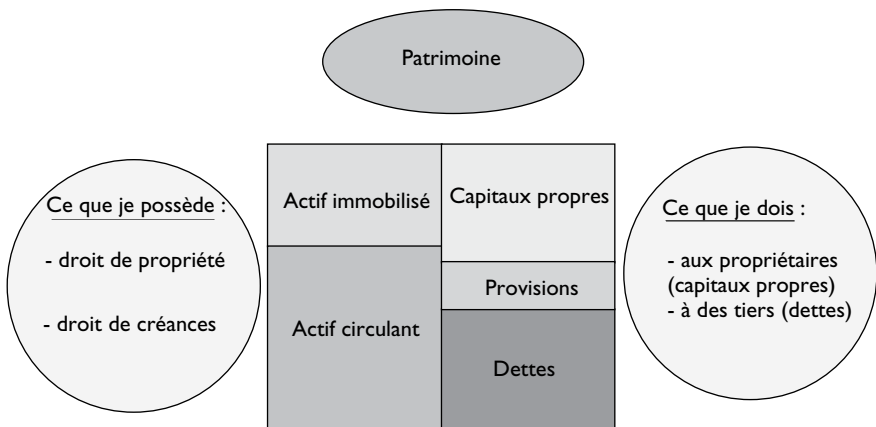 Patrimoine
Ce que je possède :
- droit de propriété
- droit de créances
Actif immobilisé
Actif circulant
Capitaux propres
Provisions
Dettes
Ce que je dois :
- aux propriétaires
(capitaux propres)
- à des tiers (dettes)